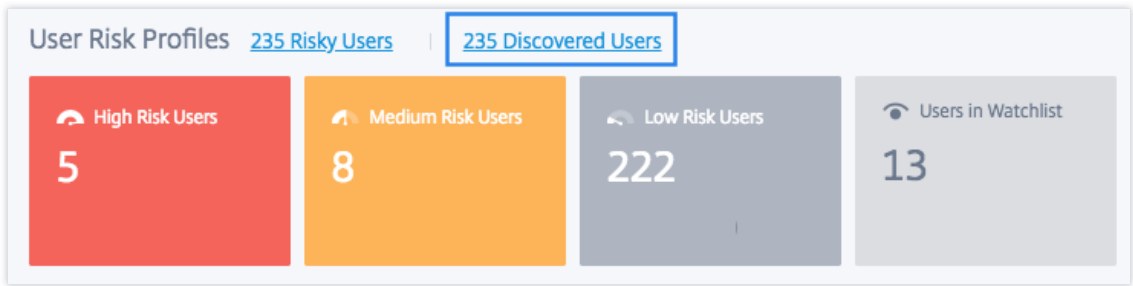 User Risk Profiles 235 Risky Users | 235 Discovered Users
High Risk Users
5
Medium Risk Users
8
Low Risk Users
222
Users in Watchlist
13